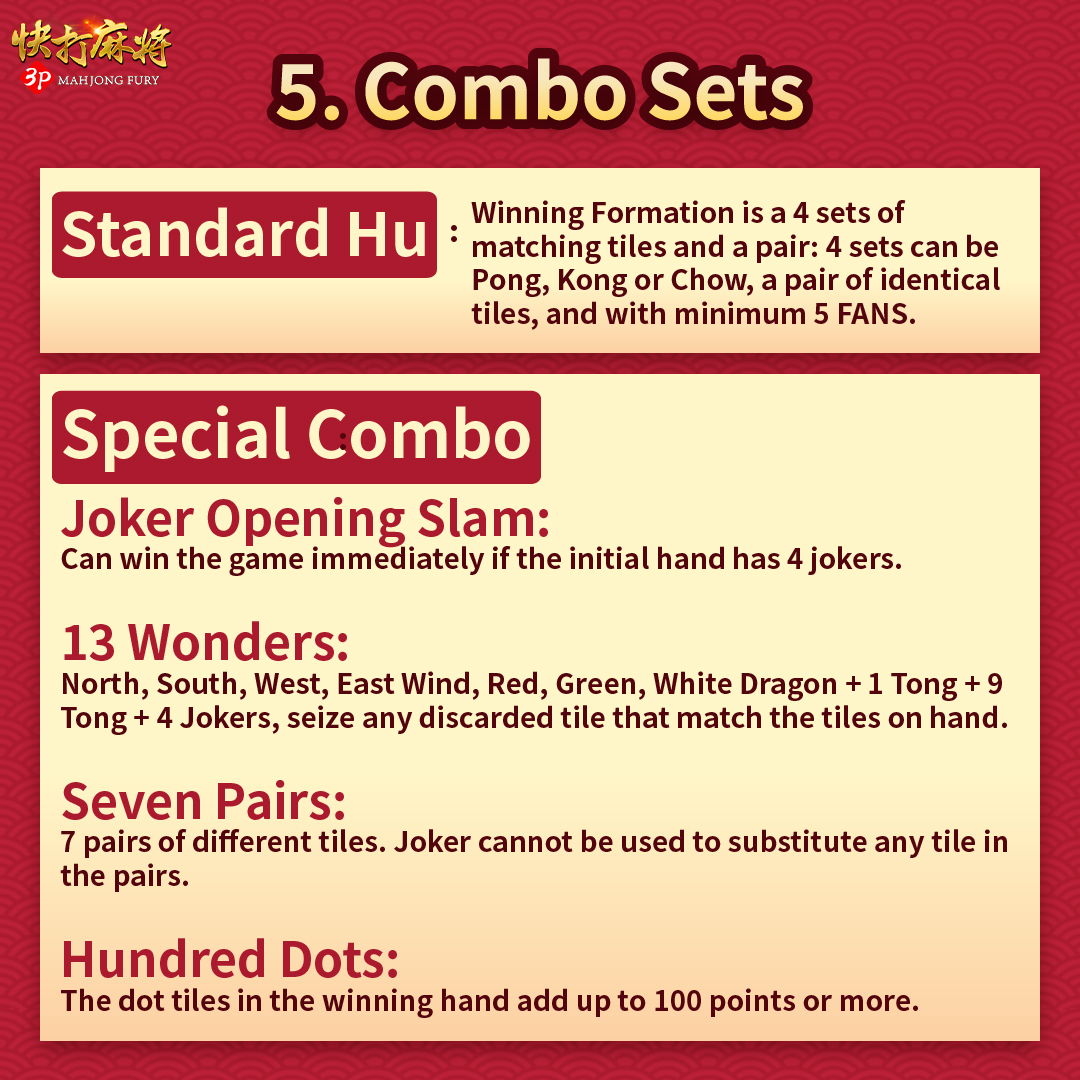 快打麻将
3P MAHJONG FURY
5. Combo Sets
Standard Hu :
Winning Formation is a 4 sets of
matching tiles and a pair: 4 sets can be
Pong, Kong or Chow, a pair of identical
tiles, and with minimum 5 FANS.
Special Combo
:
Joker Opening Slam:
Can win the game immediately if the initial hand has 4 jokers.
13 Wonders:
North, South, West, East Wind, Red, Green, White Dragon + 1 Tong + 9
Tong + 4 Jokers, seize any discarded tile that match the tiles on hand.
Seven Pairs:
7 pairs of different tiles. Joker cannot be used to substitute any tile in
the pairs.
Hundred Dots:
The dot tiles in the winning hand add up to 100 points or more.